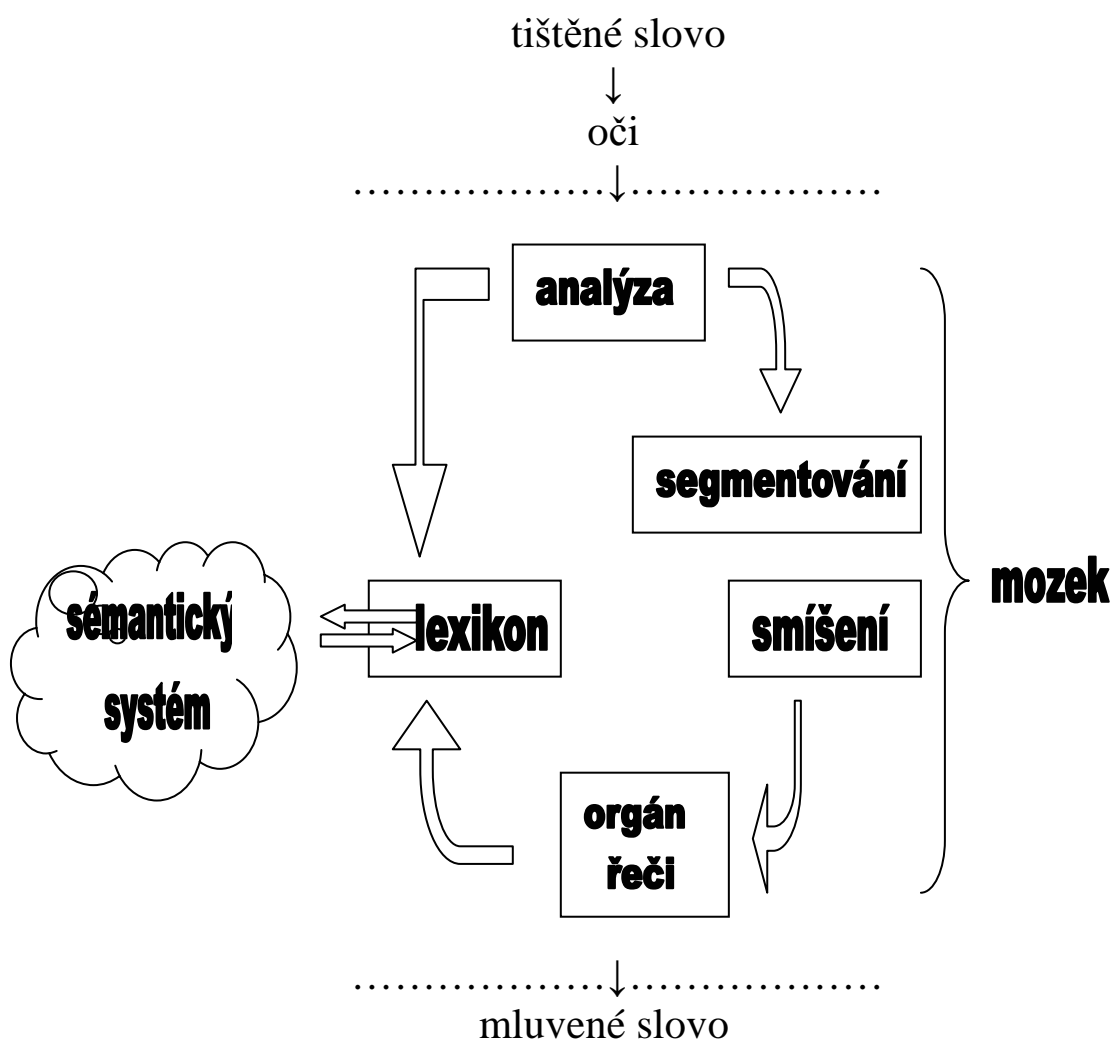 tištěné slovo
↓
oči
↓
analýza
segmentování
mozek
sémantický
systém
lexikon
smíšení
orgán
řeči
↓
mluvené slovo